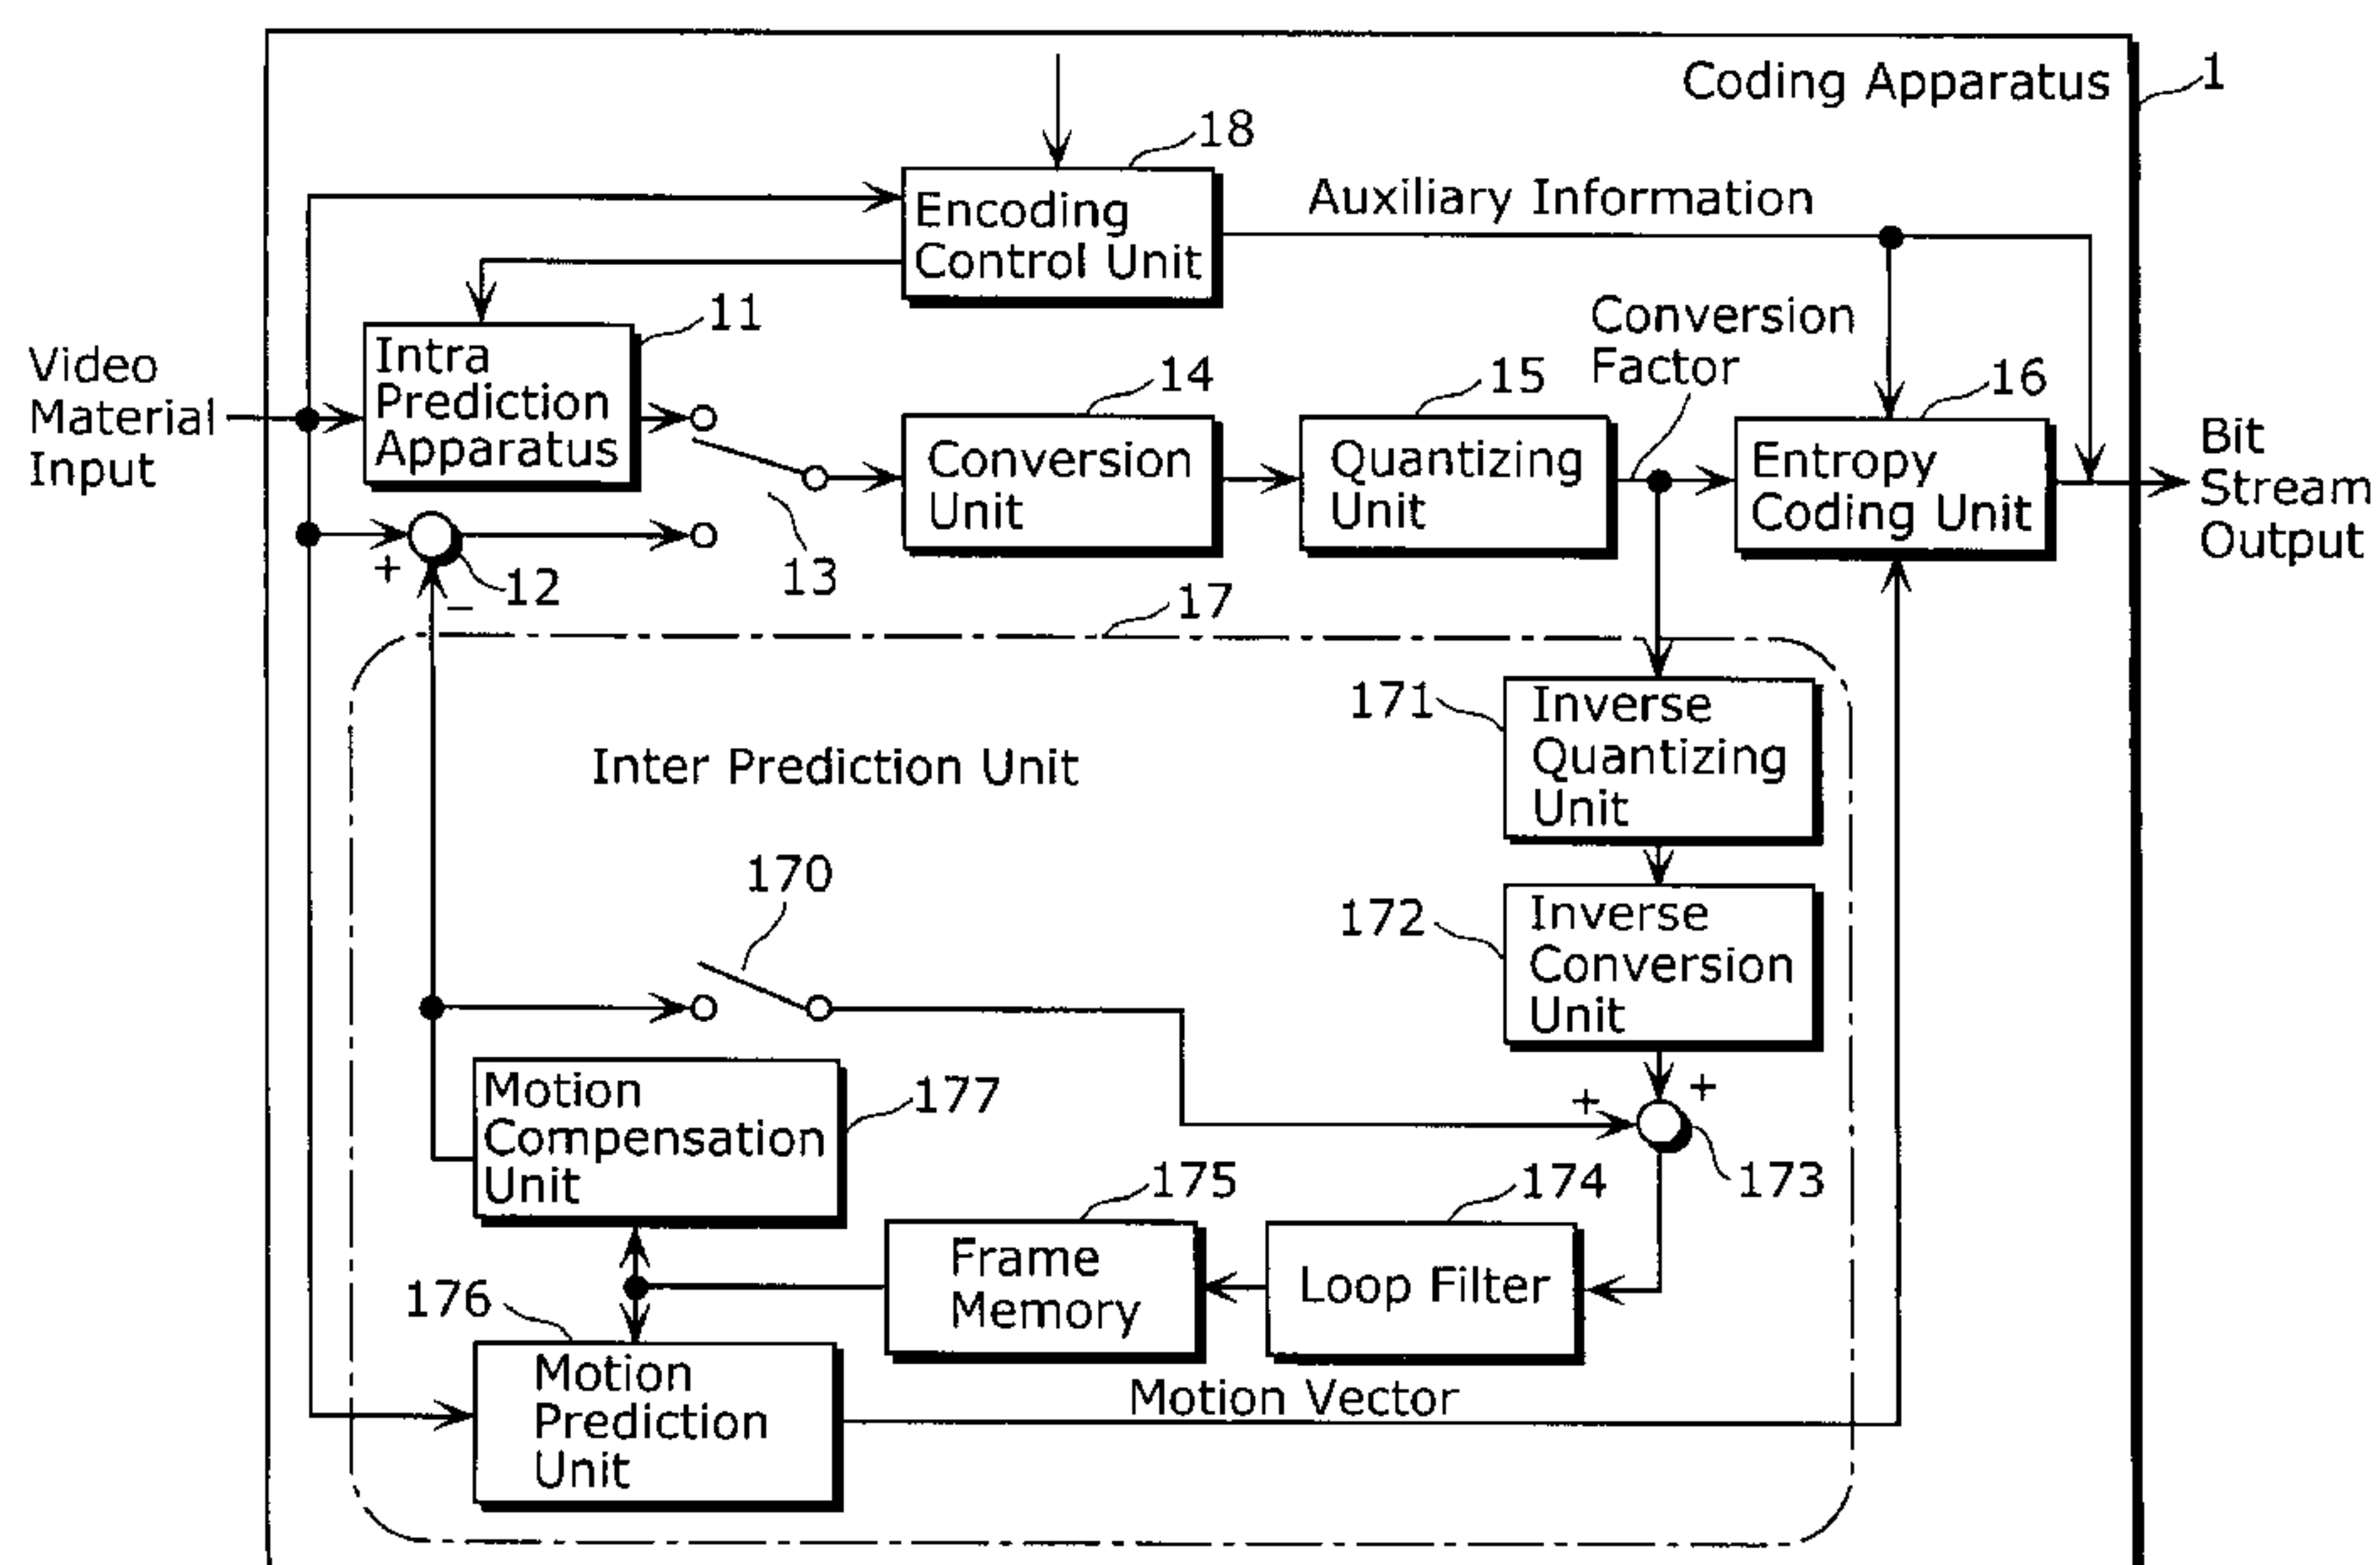 Coding Apparatus
1
18
Encoding
Control Unit
Auxiliary Information
11
Intra
Prediction
Apparatus
Video
Material
Input
Conversion
Factor
14
Conversion
Unit
15
Quantizing
Unit
16
Entropy
Coding Unit
Bit
Stream
Output
+
12
−
13
17
Inter Prediction Unit
171
Inverse
Quantizing
Unit
170
172
Inverse
Conversion
Unit
+
+
173
Motion
Compensation
Unit
177
175
Frame
Memory
174
Loop Filter
176
Motion
Prediction
Unit
Motion Vector